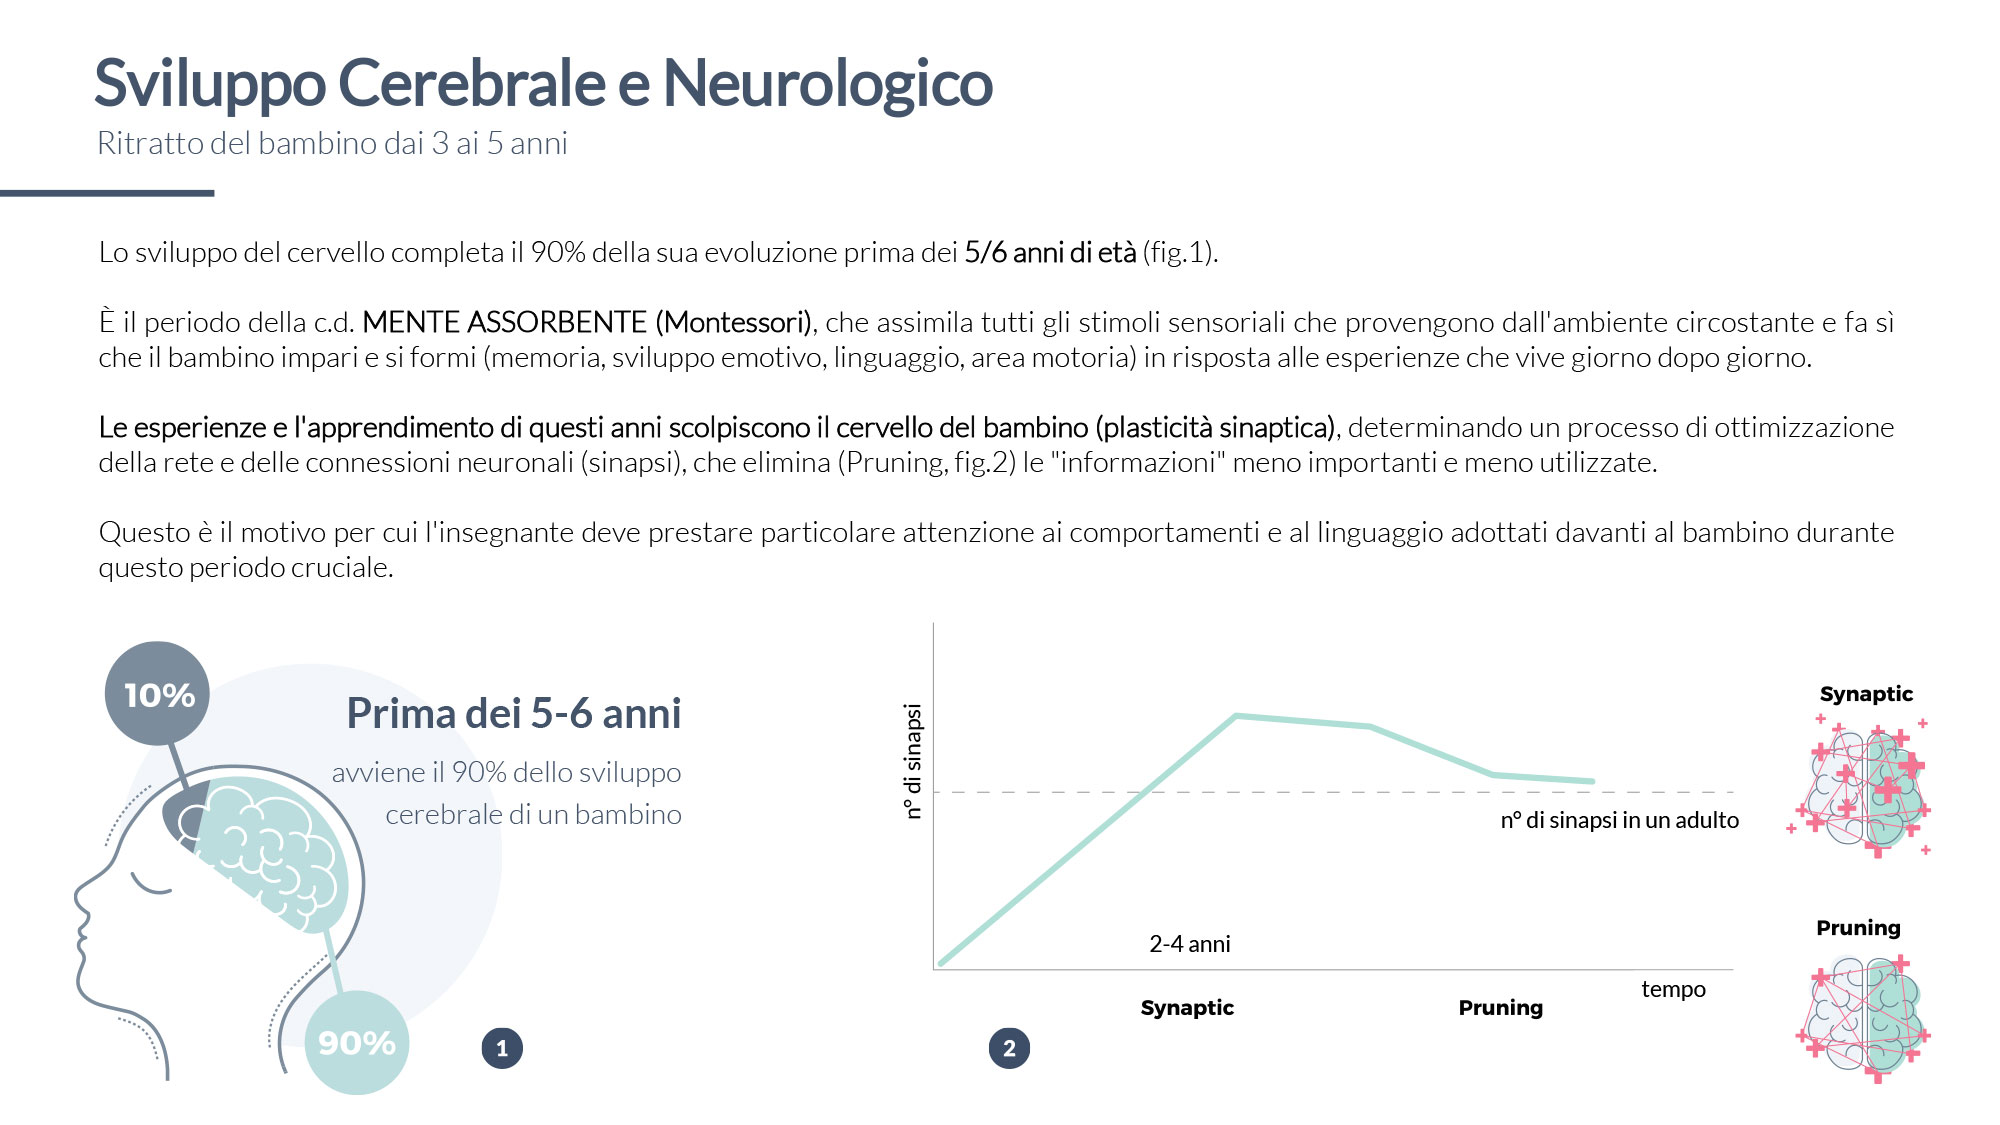 Sviluppo Cerebrale e Neurologico
Ritratto del bambino dai 3 ai 5 anni
Lo sviluppo del cervello completa il 90% della sua evoluzione prima dei 5/6 anni di età (fig.1).
È il periodo della c.d. MENTE ASSORBENTE (Montessori), che assimila tutti gli stimoli sensoriali che provengono dall'ambiente circostante e fa sì
che il bambino impari e si formi (memoria, sviluppo emotivo, linguaggio, area motoria) in risposta alle esperienze che vive giorno dopo giorno.
Le esperienze e l'apprendimento di questi anni scolpiscono il cervello del bambino (plasticità sinaptica), determinando un processo di ottimizzazione
della rete e delle connessioni neuronali (sinapsi), che elimina (Pruning, fig.2) le "informazioni" meno importanti e meno utilizzate.
Questo è il motivo per cui l'insegnante deve prestare particolare attenzione ai comportamenti e al linguaggio adottati davanti al bambino durante
questo periodo cruciale.
10%
Prima dei 5-6 anni
avviene il 90% dello sviluppo
cerebrale di un bambino
90%
1
n° di sinapsi
n° di sinapsi in un adulto
2-4 anni
tempo
Synaptic
Pruning
2
Synaptic
Pruning